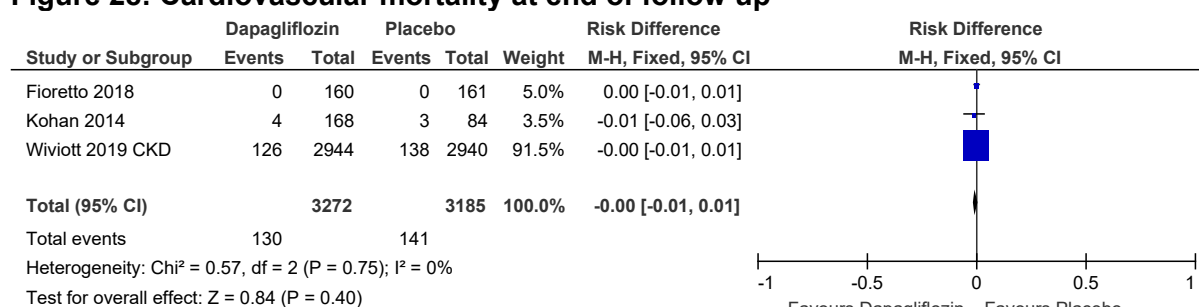 Figure 28: Cardiovascular mortality at end of follow up
Dapagliflozin Placebo Risk Difference Risk Difference
Study or Subgroup Events Total Events Total Weight M-H, Fixed, 95% CI M-H, Fixed, 95% CI
Fioretto 2018 0 160 0 161 5.0% 0.00 [-0.01, 0.01]
Kohan 2014 4 168 3 84 3.5% -0.01 [-0.06, 0.03]
Wiviott 2019 CKD 126 2944 138 2940 91.5% -0.00 [-0.01, 0.01]
Total (95% CI) 3272 3185 100.0% -0.00 [-0.01, 0.01]
Total events 130 141
Heterogeneity: Chi² = 0.57, df = 2 (P = 0.75); I² = 0%
Test for overall effect: Z = 0.84 (P = 0.40)
-1 -0.5 0 0.5 1
Favours Dapagliflozin Favours Placebo